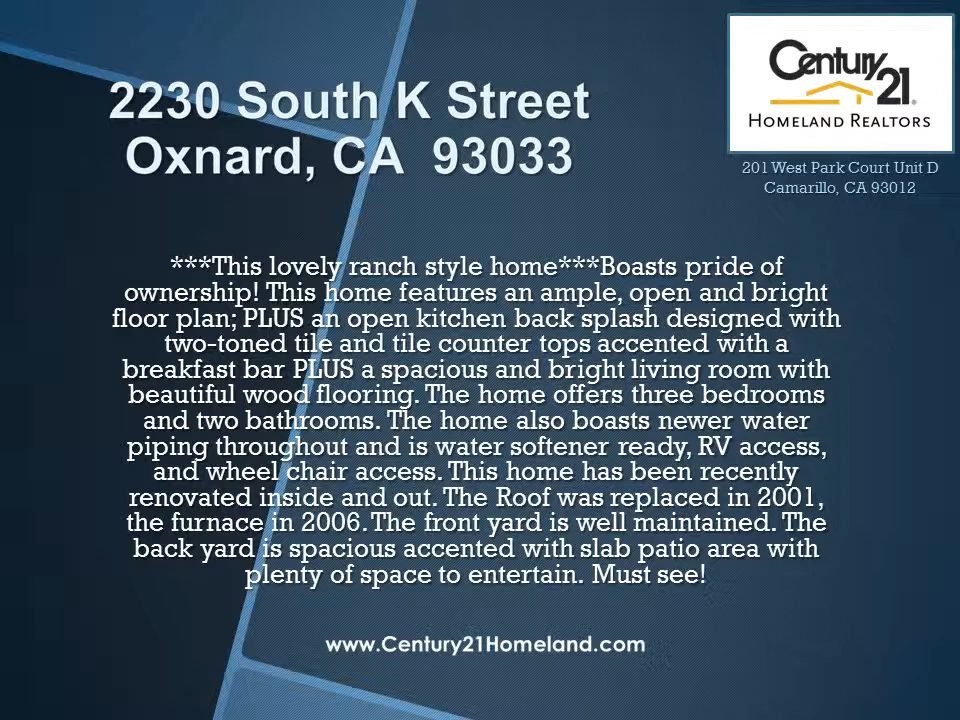 2230 South K Street
Oxnard, CA 93033
Century 21®
HOMELAND REALTORS
201 West Park Court Unit D
Camarillo, CA 93012
***This lovely ranch style home***Boasts pride of
ownership! This home features an ample, open and bright
floor plan; PLUS an open kitchen back splash designed with
two-toned tile and tile counter tops accented with a
breakfast bar PLUS a spacious and bright living room with
beautiful wood flooring. The home offers three bedrooms
and two bathrooms. The home also boasts newer water
piping throughout and is water softener ready, RV access,
and wheel chair access. This home has been recently
renovated inside and out. The Roof was replaced in 2001,
the furnace in 2006. The front yard is well maintained. The
back yard is spacious accented with slab patio area with
plenty of space to entertain. Must see!
www.Century21Homeland.com